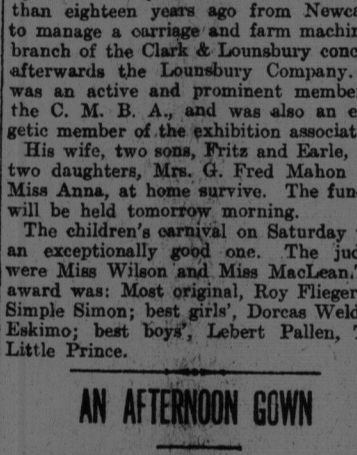 than eighteen years ago from Newca
to manage a carriage and farm machin
branch of the Clark & Lounsbury conc
afterwards the Lounsbury Company.
was an active and prominent membe
the C. M. B. A., and was also an e
getic member of the exhibition associat
His wife, two sons, Fritz and Earle,
two daughters, Mrs. G. Fred Mahon
Miss Anna, at home survive. The fun
will be held tomorrow morning.
The children's carnival on Saturday
an exceptionally good one. The jud
were Miss Wilson and Miss MacLean.
award was: Most original, Roy Flieger
Simple Simon; best girls', Dorcas Weld
Eskimo; best boys', Lebert Pallen,
Little Prince.
AN AFTERNOON GOWN